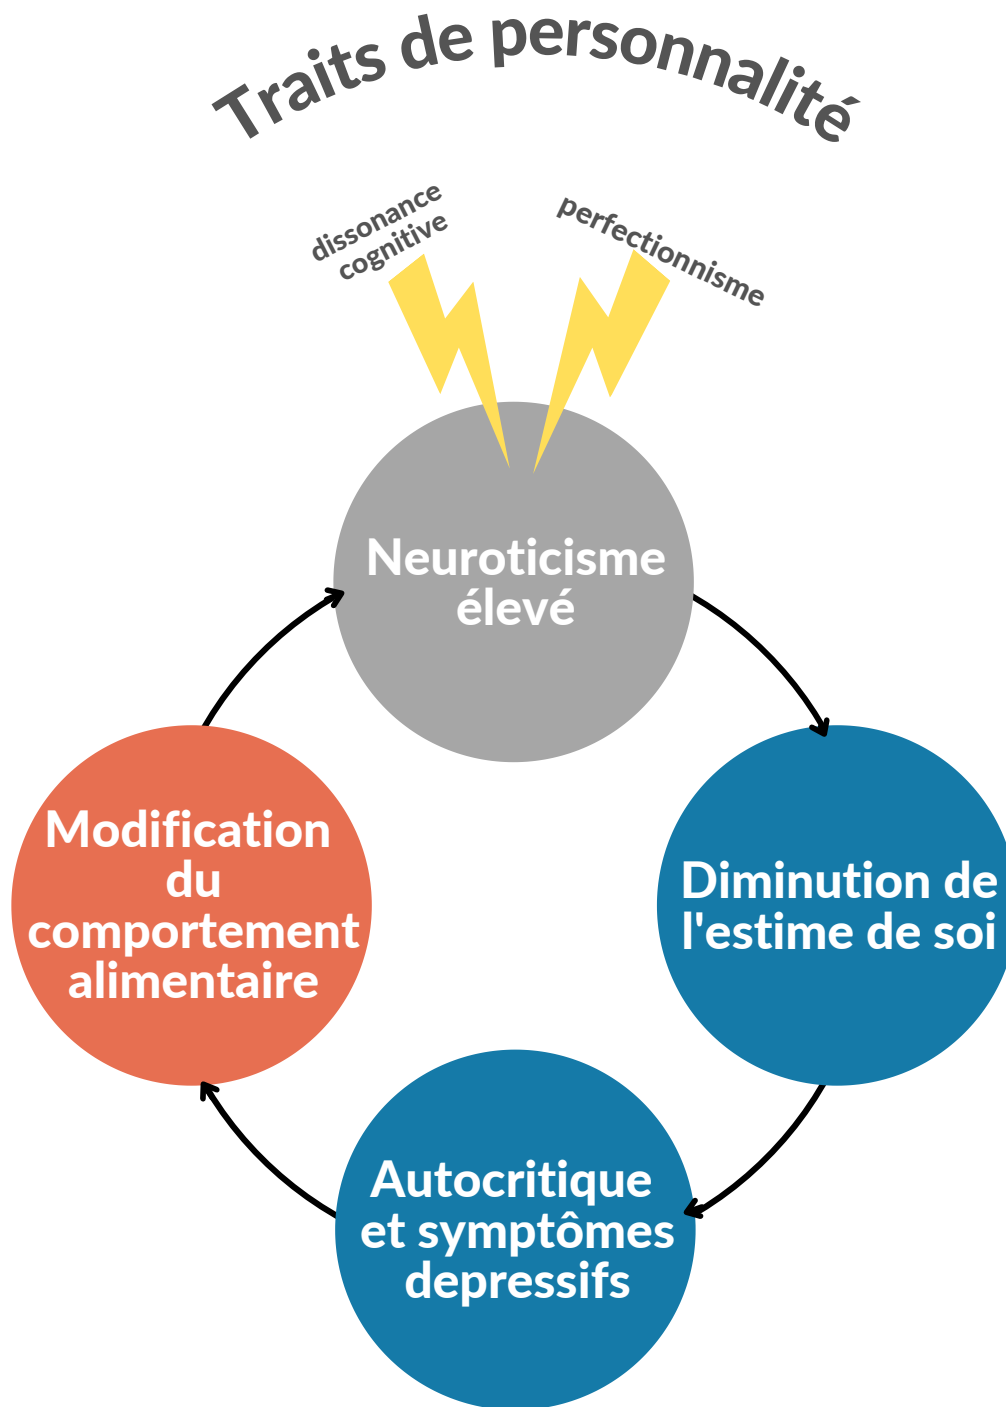 Traits de personnalité
dissonance
cognitive
perfectionnisme
Neuroticisme
élevé
Diminution de
l'estime de soi
Autocritique
et symptômes
depressifs
Modification
du
comportement
alimentaire